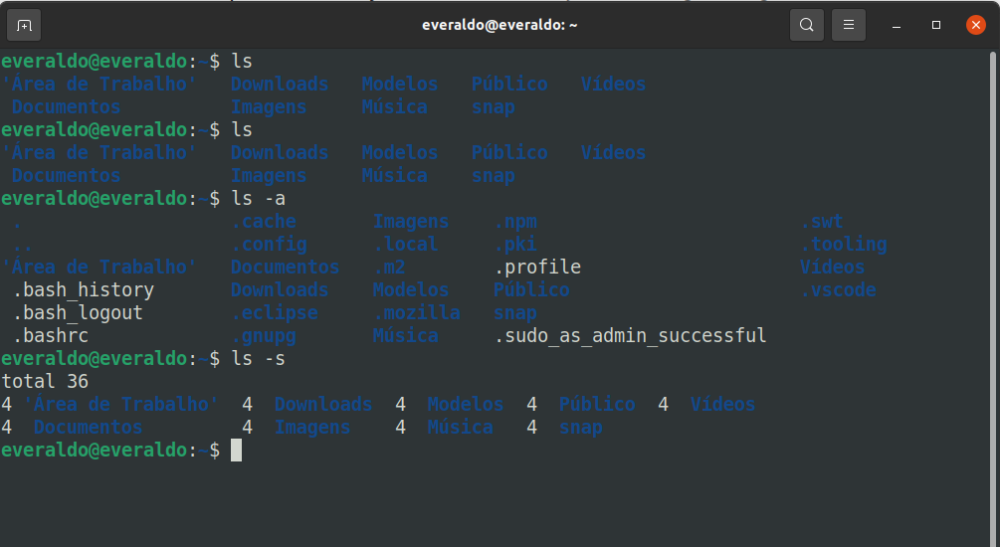 everaldo@everaldo: ~
everaldo@everaldo:~$ ls
'Área de Trabalho'   Downloads   Modelos   Público   Vídeos
 Documentos          Imagens     Música    snap
everaldo@everaldo:~$ ls
'Área de Trabalho'   Downloads   Modelos   Público   Vídeos
 Documentos          Imagens     Música    snap
everaldo@everaldo:~$ ls -a
 .                   .cache       Imagens    .npm                        .swt
 ..                  .config      .local     .pki                        .tooling
'Área de Trabalho'   Documentos   .m2        .profile                    Vídeos
 .bash_history       Downloads    Modelos    Público                     .vscode
 .bash_logout        .eclipse     .mozilla   snap
 .bashrc             .gnupg       Música     .sudo_as_admin_successful
everaldo@everaldo:~$ ls -s
total 36
4 'Área de Trabalho'  4  Downloads  4  Modelos  4  Público  4  Vídeos
4  Documentos         4  Imagens    4  Música   4  snap
everaldo@everaldo:~$